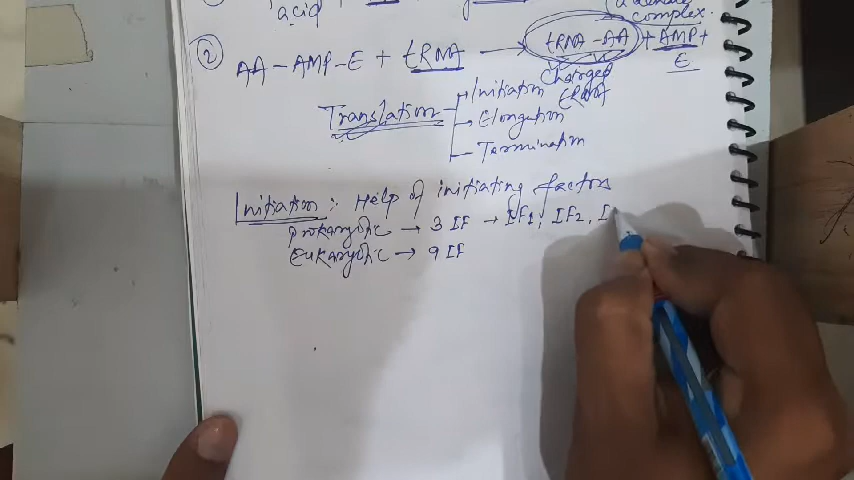 acid
complex.
② AA-AMP-E + tRNA → tRNA-AA + AMP + E
Charged tRNA
Translation → Initiation
→ Elongation
– Termination
Initiation: Help of initiating factors
Prokaryotic → 3 IF → IF1, IF2, I
Eukaryotic → 9 IF